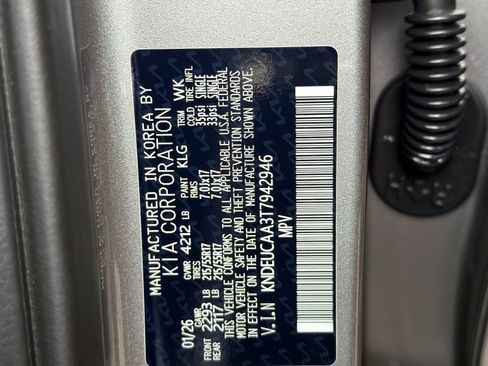 MANUFACTURED IN KOREA BY
KIA CORPORATION
01/26 GVWR 4212 LB PAINT KLG TRIM WK
GAWR TIRES RIMS COLD TIRE INFL
FRONT 2293 LB 215/55R17 7.0Jx17 33psi SINGLE
REAR 2117 LB 215/55R17 7.0Jx17 33psi SINGLE
THIS VEHICLE CONFORMS TO ALL APPLICABLE U.S.A FEDERAL
MOTOR VEHICLE SAFETY AND THEFT PREVENTION STANDARDS
IN EFFECT ON THE DATE OF MANUFACTURE SHOWN ABOVE.
V.I.N KNDEUCAA3T7942946
MPV